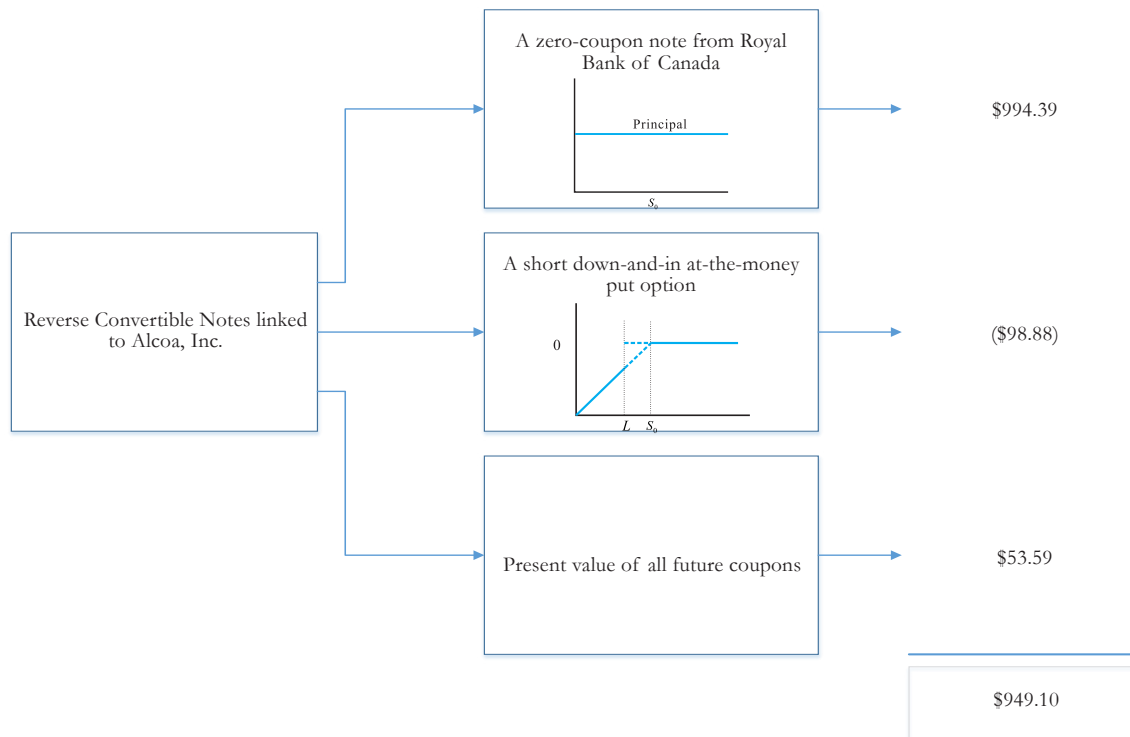 A zero-coupon note from Royal
Bank of Canada
Principal
S₀
$994.39
Reverse Convertible Notes linked
to Alcoa, Inc.
A short down-and-in at-the-money
put option
0
L S₀
($98.88)
Present value of all future coupons
$53.59
$949.10